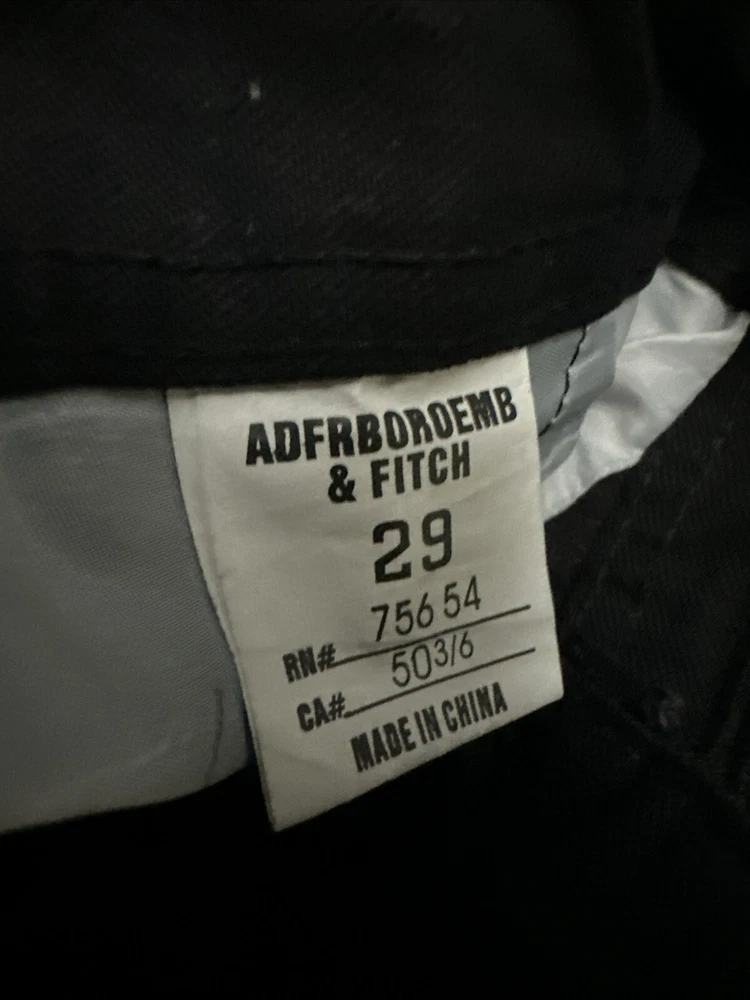 ADFRBOROEMB
& FITCH
29
RN# 756 54
CA# 503/6
MADE IN CHINA